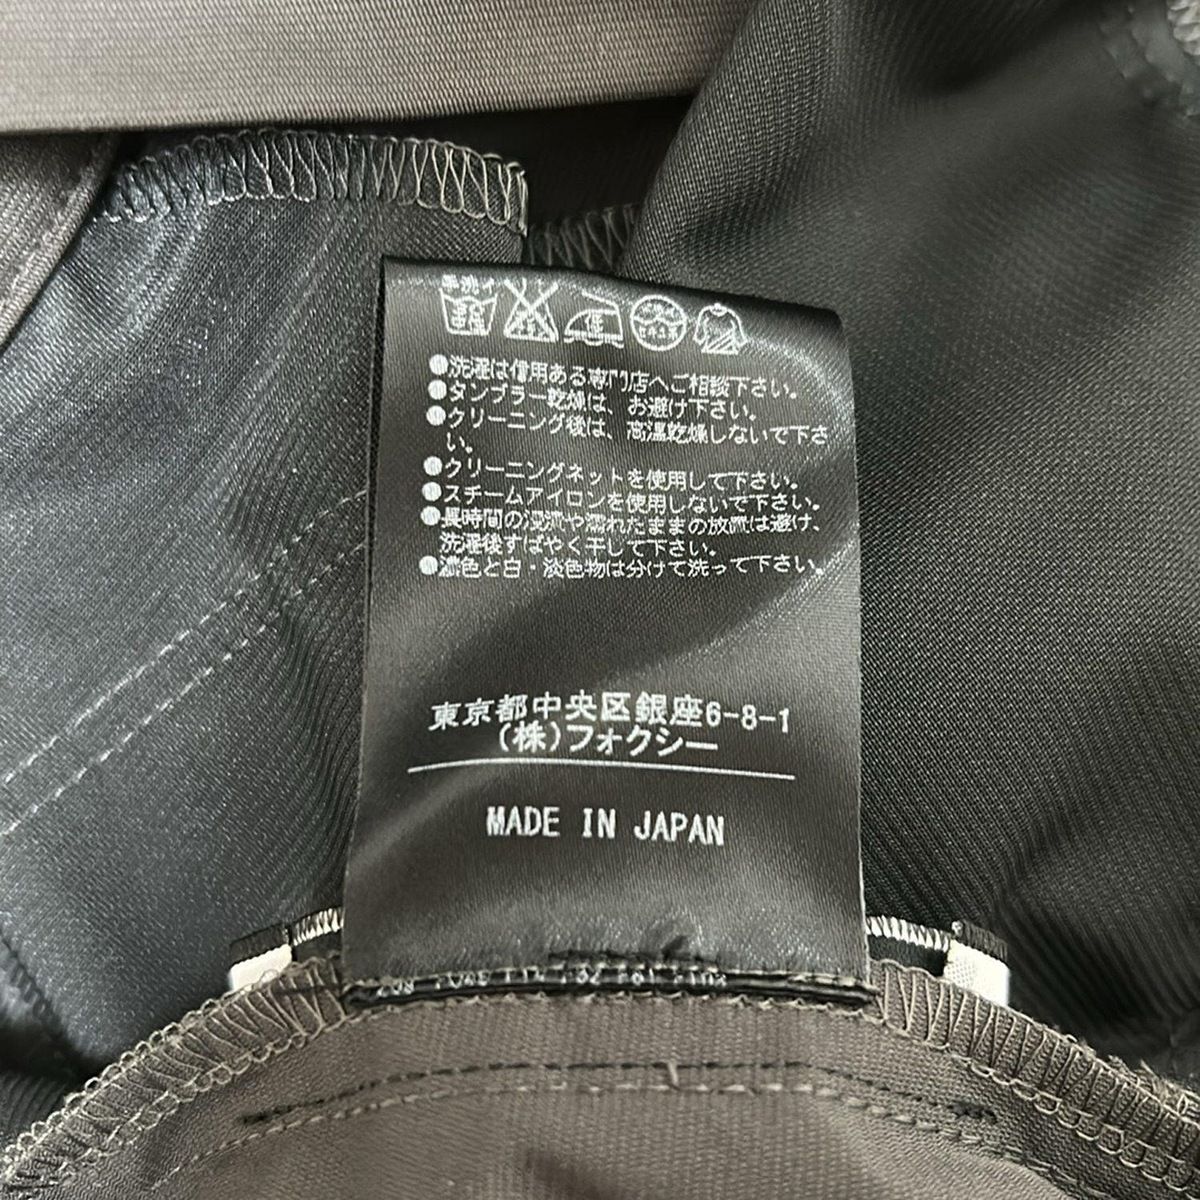 手洗イ
●洗濯は信用ある専門店へご相談下さい。
●タンブラー乾燥は、お避け下さい。
●クリーニング後は、高温乾燥しないで下さ
い。
●クリーニングネットを使用して下さい。
●スチームアイロンを使用しないで下さい。
●長時間の浸漬や濡れたままの放置は避け、
洗濯後すばやく干して下さい。
●濃色と白・淡色物は分けて洗って下さい。
東京都中央区銀座6-8-1
(株)フォクシー
MADE IN JAPAN